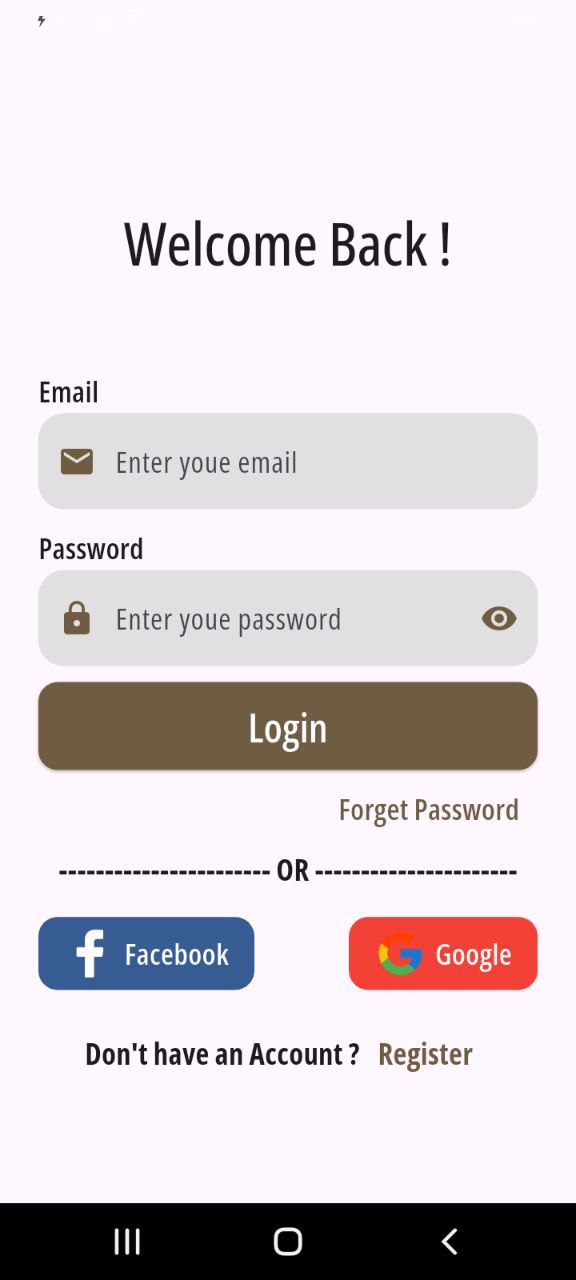 Welcome Back !
Email
Enter youe email
Password
Enter youe password
Login
Forget Password
----------------------- OR ----------------------
Facebook Google
Don't have an Account ? Register